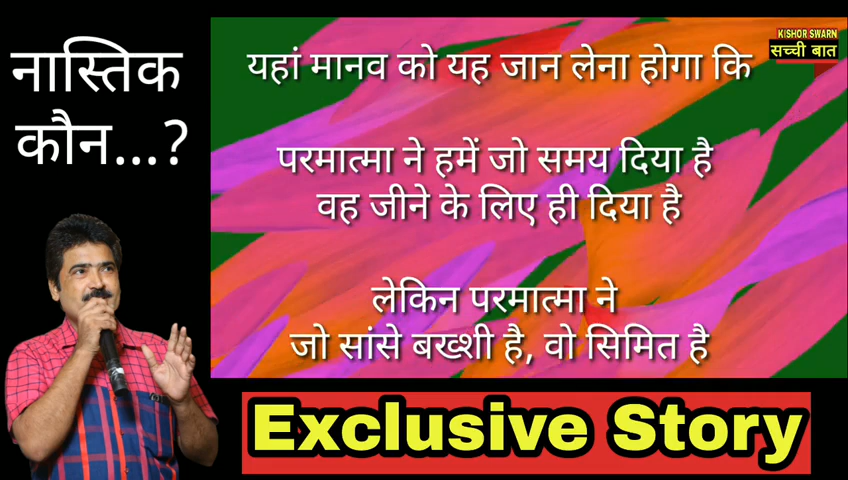 नास्तिक
कौन...?
KISHOR SWARN
सच्ची बात
यहां मानव को यह जान लेना होगा कि
परमात्मा ने हमें जो समय दिया है
वह जीने के लिए ही दिया है
लेकिन परमात्मा ने
जो सांसे बख्शी है, वो सिमित है
Exclusive Story